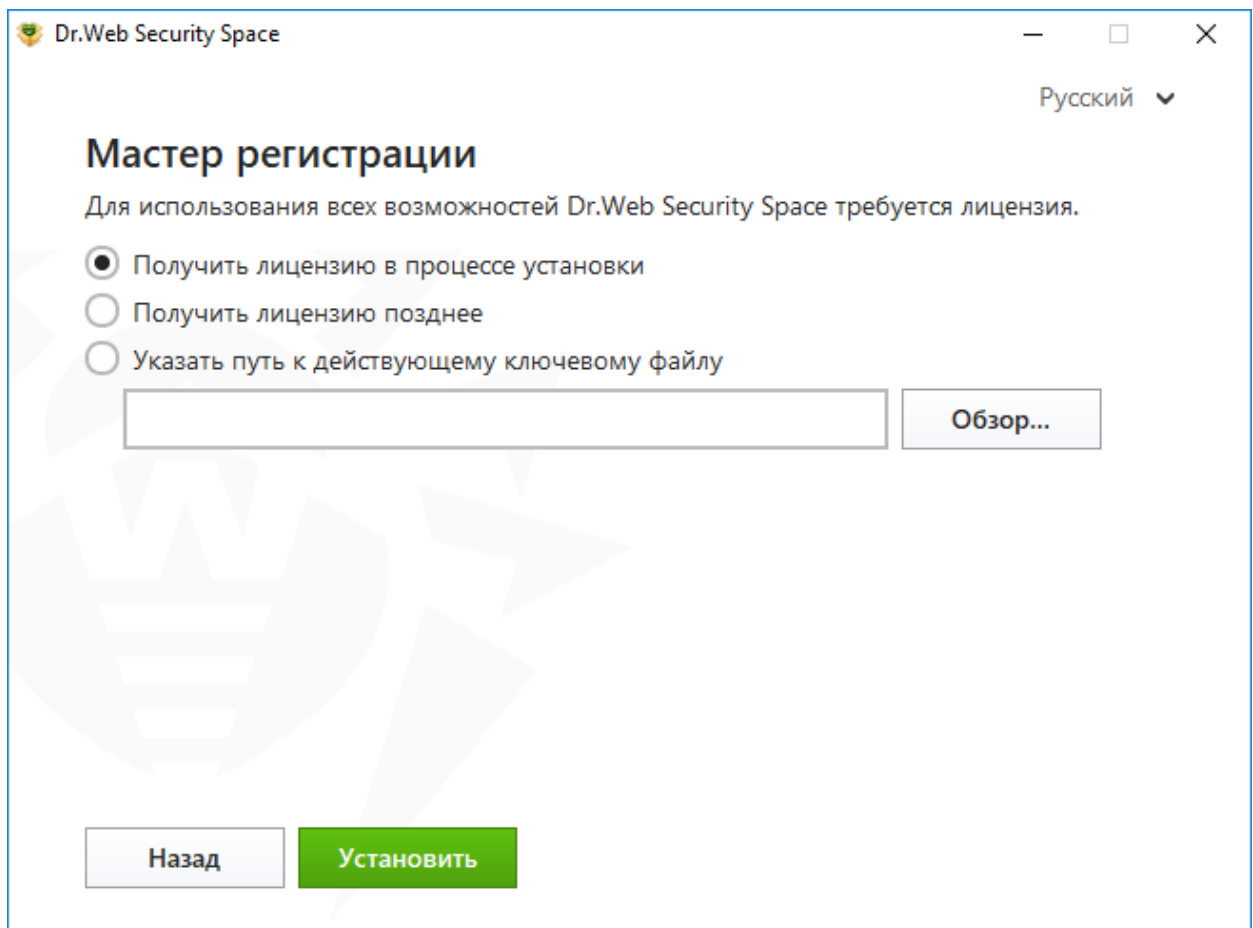 Dr.Web Security Space
Русский
Мастер регистрации
Для использования всех возможностей Dr.Web Security Space требуется лицензия.
Получить лицензию в процессе установки
Получить лицензию позднее
Указать путь к действующему ключевому файлу
Обзор...
Назад
Установить